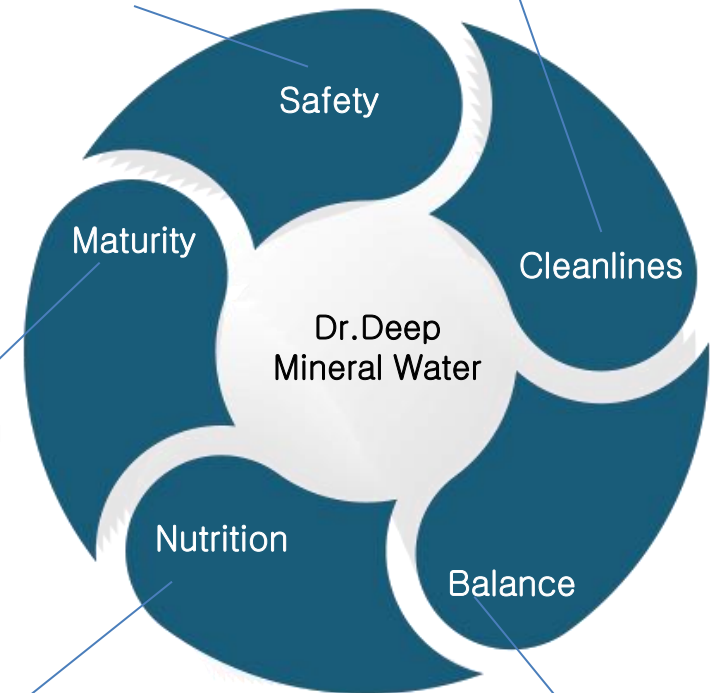 Safety
Maturity
Cleanlines
Dr.Deep
Mineral Water
Nutrition
Balance